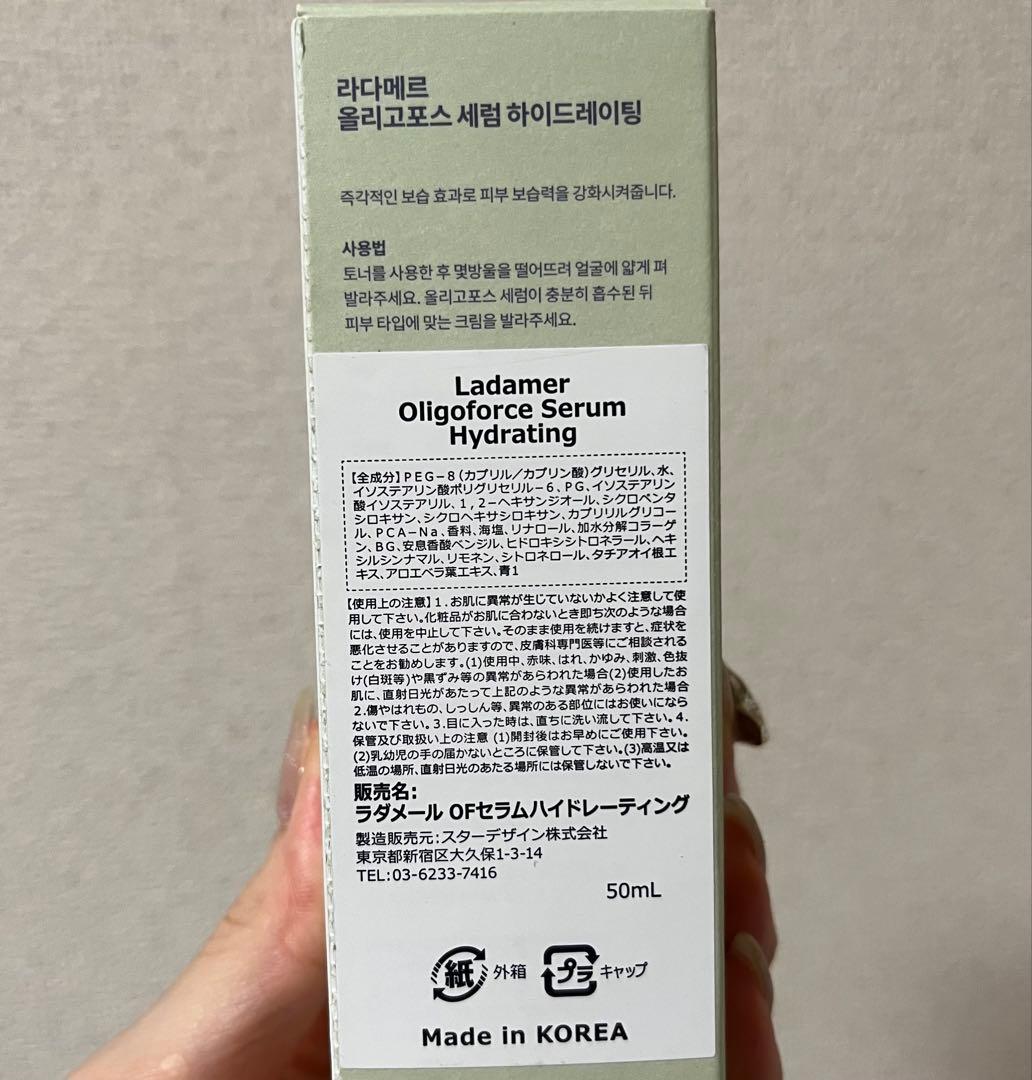 라다메르
올리고포스 세럼 하이드레이팅
즉각적인 보습 효과로 피부 보습력을 강화시켜줍니다.
사용법
토너를 사용한 후 몇방울을 떨어뜨려 얼굴에 얇게 펴
발라주세요. 올리고포스 세럼이 충분히 흡수된 뒤
피부 타입에 맞는 크림을 발라주세요.
Ladamer
Oligoforce Serum
Hydrating
【全成分】PEG－8（カプリル／カプリン酸）グリセリル、水、
イソステアリン酸ポリグリセリル－6、PG、イソステアリン
酸イソステアリル、1，2－ヘキサンジオール、シクロペンタ
シロキサン、シクロヘキサシロキサン、カプリリルグリコー
ル、PCA－Na、香料、海塩、リナロール、加水分解コラーゲ
ン、BG、安息香酸ベンジル、ヒドロキシシトロネラール、ヘキ
シルシンナマル、リモネン、シトロネロール、タチアオイ根エ
キス、アロエベラ葉エキス、青1
【使用上の注意】1．お肌に異常が生じていないかよく注意して使
用して下さい。化粧品がお肌に合わないとき即ち次のような場合
には、使用を中止して下さい。そのまま使用を続けますと、症状を
悪化させることがありますので、皮膚科専門医等にご相談される
ことをお勧めします。(1)使用中、赤味、はれ、かゆみ、刺激、色抜
け(白斑等)や黒ずみ等の異常があらわれた場合(2)使用したお
肌に、直射日光があたって上記のような異常があらわれた場合
2.傷やはれもの、しっしん等、異常のある部位にはお使いになら
ないで下さい。3.目に入った時は、直ちに洗い流して下さい。4.
保管及び取扱い上の注意 (1)開封後はお早めにご使用下さい。
(2)乳幼児の手の届かないところに保管して下さい。(3)高温又は
低温の場所、直射日光のあたる場所には保管しないで下さい。
販売名：
ラダメール OFセラムハイドレーティング
製造販売元：スターデザイン株式会社
東京都新宿区大久保1-3-14
TEL:03-6233-7416
50mL
紙 外箱 プラ キャップ
Made in KOREA